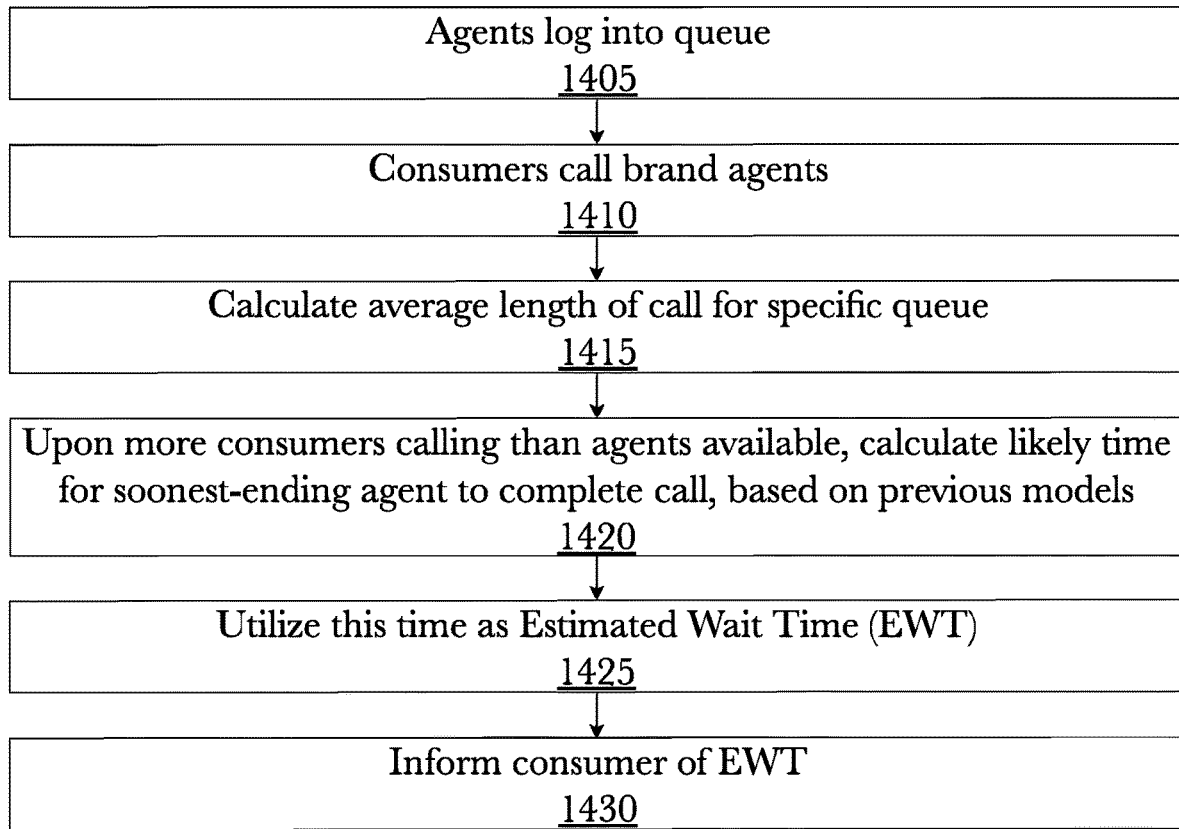 Agents log into queue
1405
Consumers call brand agents
1410
Calculate average length of call for specific queue
1415
Upon more consumers calling than agents available, calculate likely time
for soonest-ending agent to complete call, based on previous models
1420
Utilize this time as Estimated Wait Time (EWT)
1425
Inform consumer of EWT
1430